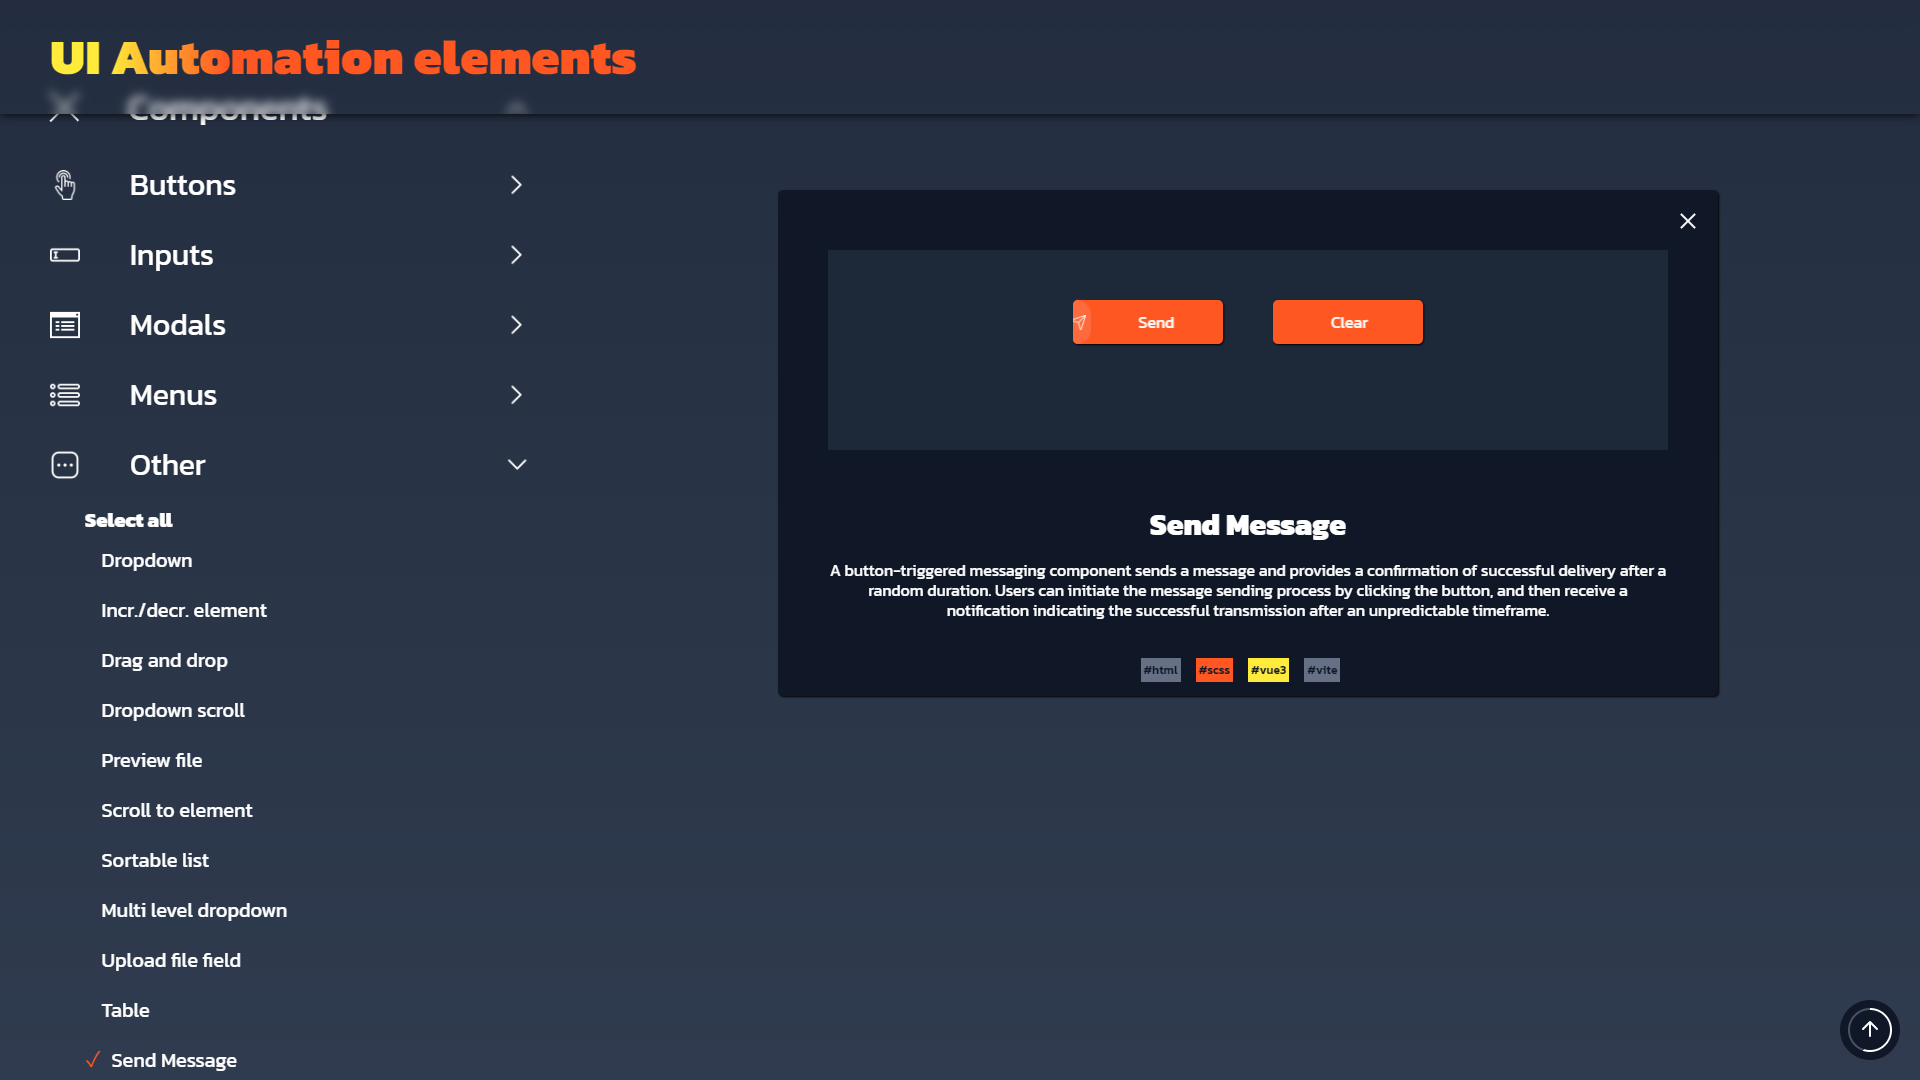 UI Automation elements
Components
Buttons
Inputs
Modals
Menus
Other
Select all
Dropdown
Incr./decr. element
Drag and drop
Dropdown scroll
Preview file
Scroll to element
Sortable list
Multi level dropdown
Upload file field
Table
Send Message
Send
Clear
Send Message
A button-triggered messaging component sends a message and provides a confirmation of successful delivery after a
random duration. Users can initiate the message sending process by clicking the button, and then receive a
notification indicating the successful transmission after an unpredictable timeframe.
#html #scss #vue3 #vite